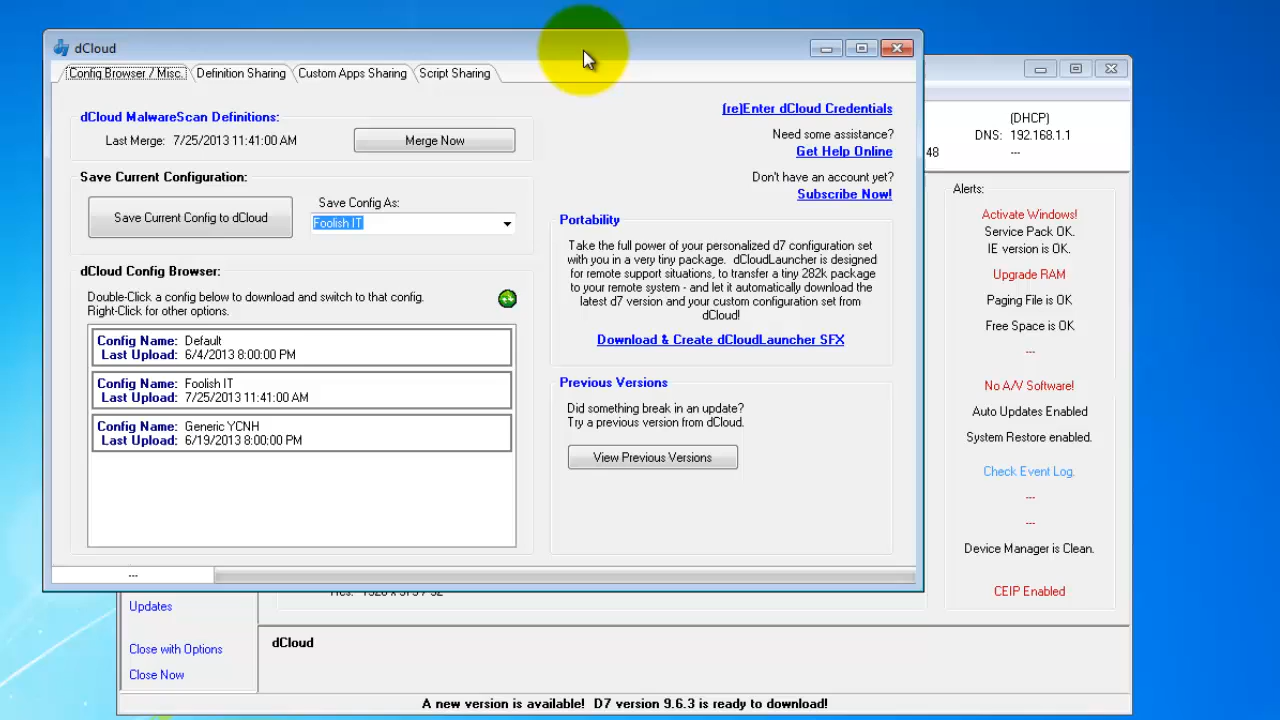 dCloud
Config Browser / Misc.
Definition Sharing
Custom Apps Sharing
Script Sharing
dCloud MalwareScan Definitions:
Last Merge: 7/25/2013 11:41:00 AM
Merge Now
Save Current Configuration:
Save Current Config to dCloud
Save Config As:
Foolish IT
dCloud Config Browser:
Double-Click a config below to download and switch to that config.
Right-Click for other options.
Config Name: Default
Last Upload: 6/4/2013 8:00:00 PM
Config Name: Foolish IT
Last Upload: 7/25/2013 11:41:00 AM
Config Name: Generic YCNH
Last Upload: 6/19/2013 8:00:00 PM
(re)Enter dCloud Credentials
Need some assistance?
Get Help Online
Don't have an account yet?
Subscribe Now!
Portability
Take the full power of your personalized d7 configuration set
with you in a very tiny package. dCloudLauncher is designed
for remote support situations, to transfer a tiny 282k package
to your remote system - and let it automatically download the
latest d7 version and your custom configuration set from
dCloud!
Download & Create dCloudLauncher SFX
Previous Versions
Did something break in an update?
Try a previous version from dCloud.
View Previous Versions
---
(DHCP)
DNS: 192.168.1.1
48
---
Alerts:
Activate Windows!
Service Pack OK.
IE version is OK.
Upgrade RAM
Paging File is OK
Free Space is OK
---
No A/V Software!
Auto Updates Enabled
System Restore enabled.
Check Event Log.
---
---
Device Manager is Clean.
CEIP Enabled
Updates
Close with Options
Close Now
dCloud
A new version is available! D7 version 9.6.3 is ready to download!